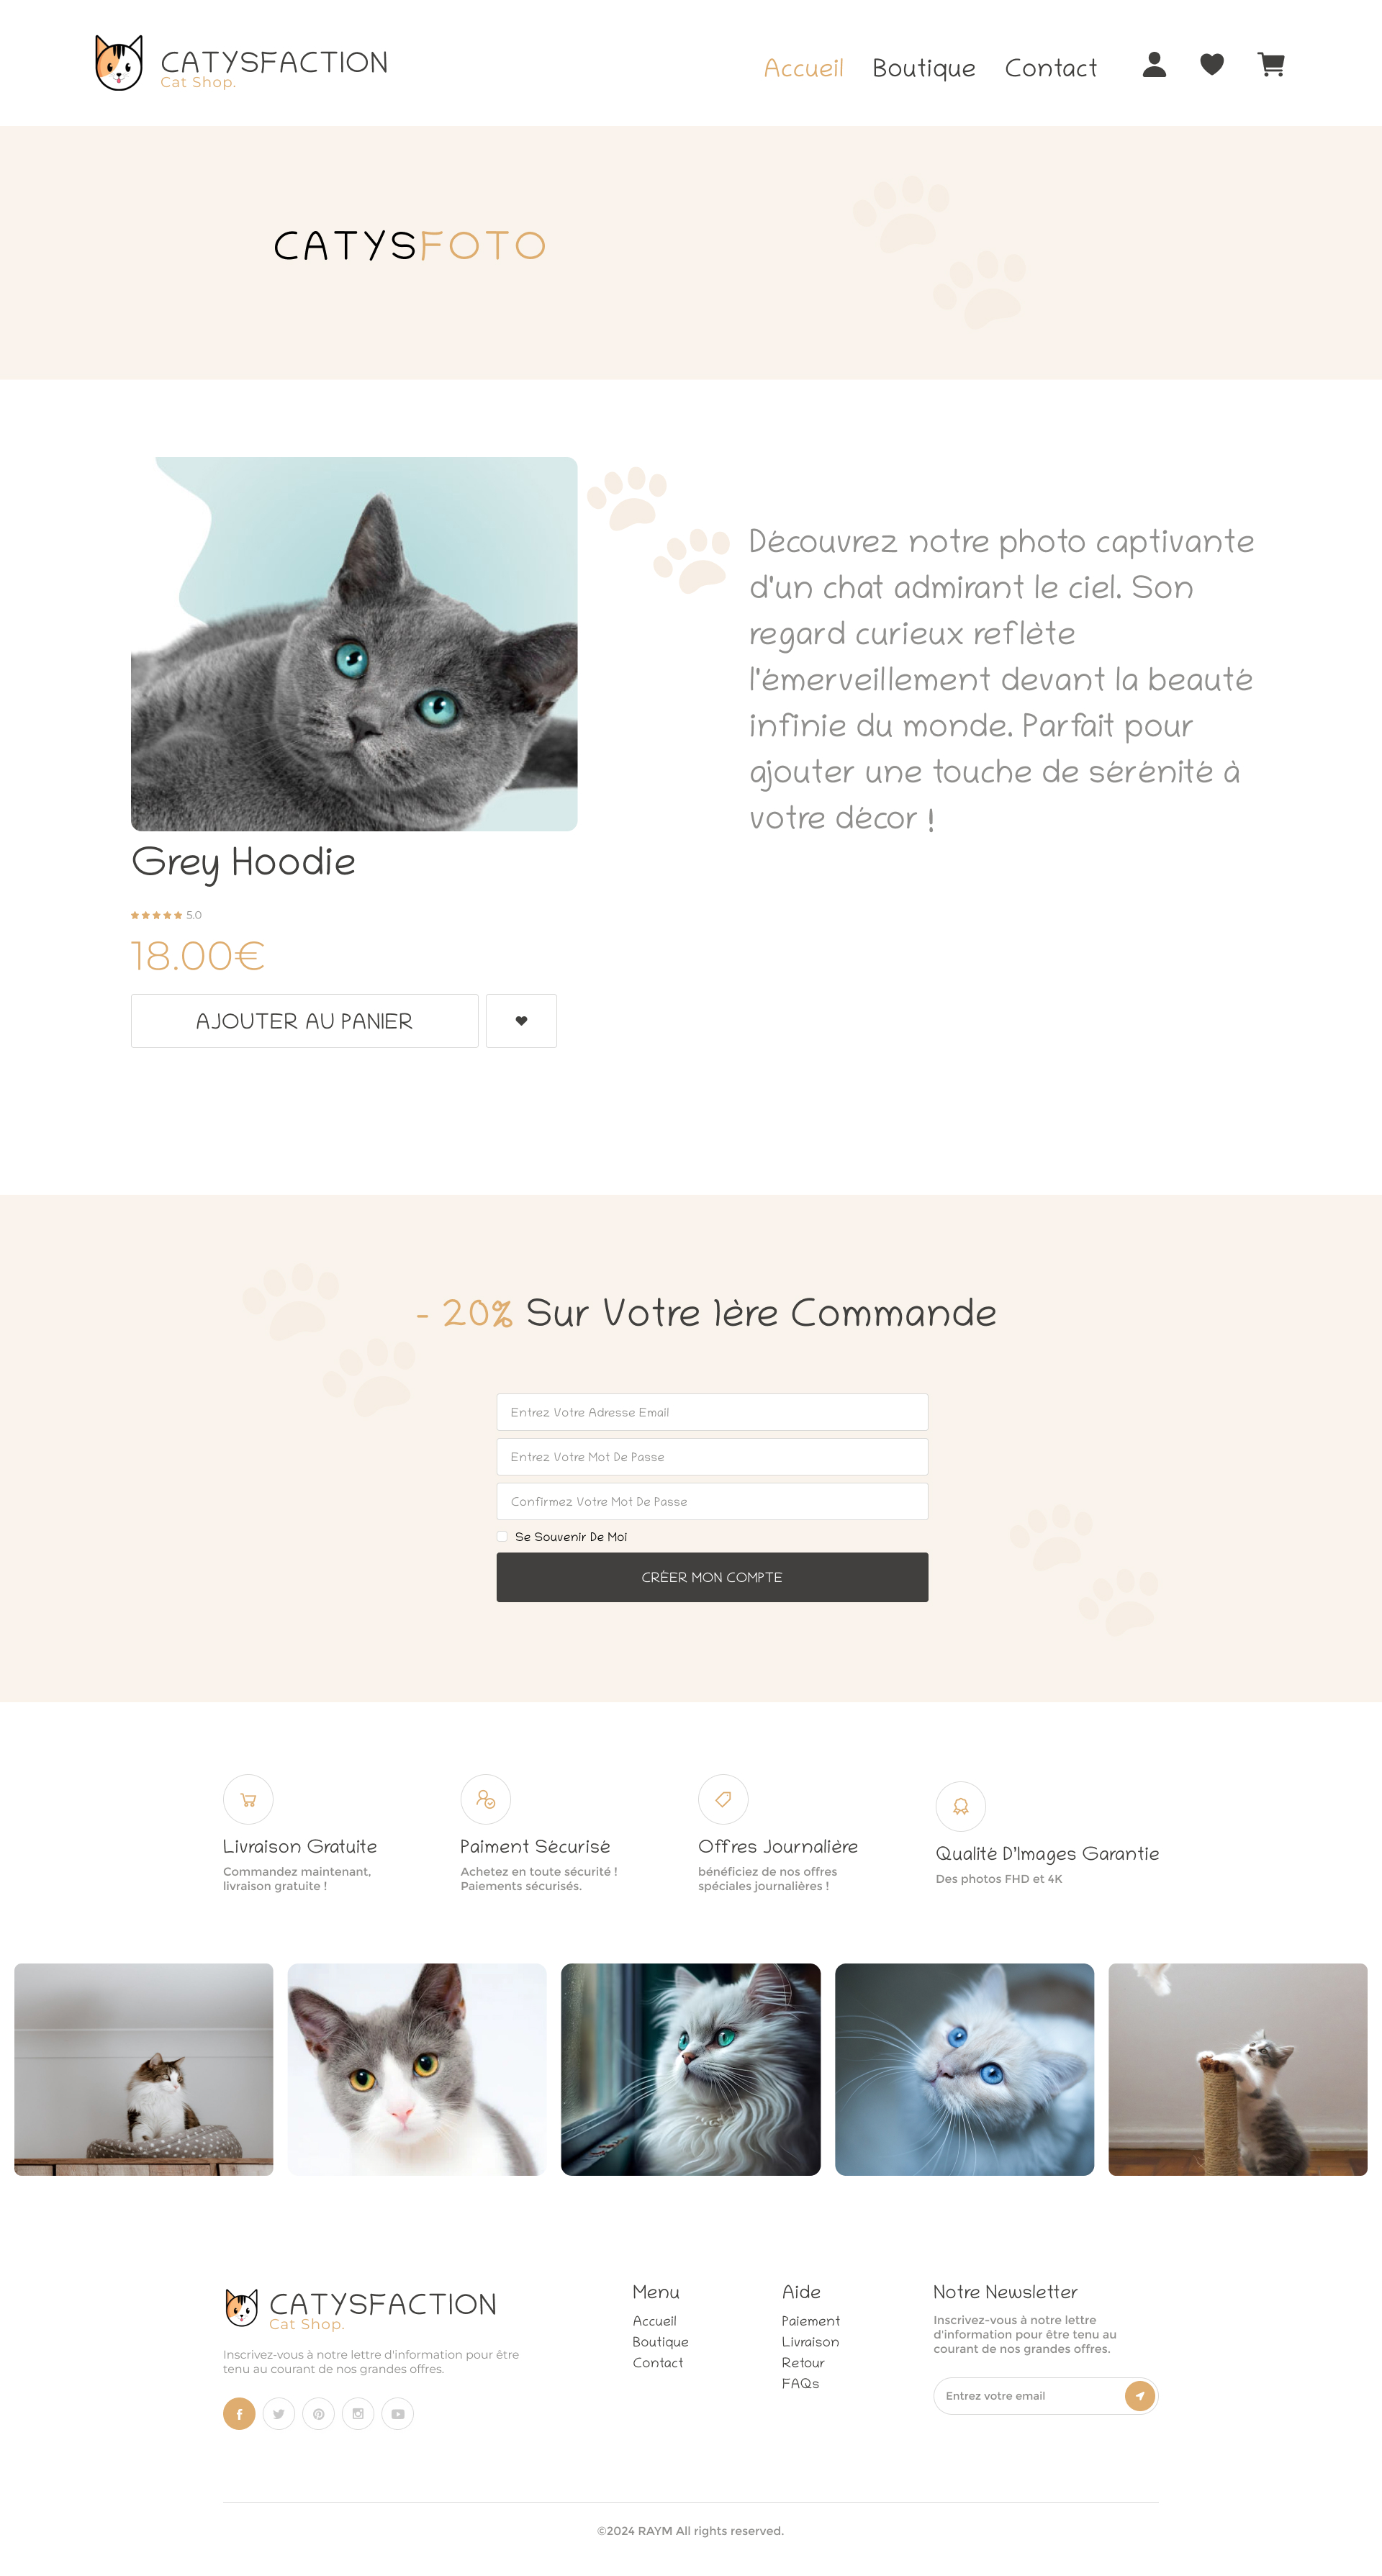 CATYSFACTION
Cat Shop.
Accueil
Boutique
Contact
CATYSFOTO
Découvrez notre photo captivante
d'un chat admirant le ciel. Son
regard curieux reflète
l'émerveillement devant la beauté
infinie du monde. Parfait pour
ajouter une touche de sérénité à
votre décor !
Grey Hoodie
5.0
18.00€
AJOUTER AU PANIER
- 20% Sur Votre 1ère Commande
Entrez Votre Adresse Email
Entrez Votre Mot De Passe
Confirmez Votre Mot De Passe
Se Souvenir De Moi
CRÉER MON COMPTE
Livraison Gratuite
Commandez maintenant,
livraison gratuite !
Paiment Sécurisé
Achetez en toute sécurité !
Paiements sécurisés.
Offres Journalière
bénéficiez de nos offres
spéciales journalières !
Qualité D'Images Garantie
Des photos FHD et 4K
CATYSFACTION
Cat Shop.
Inscrivez-vous à notre lettre d'information pour être
tenu au courant de nos grandes offres.
Menu
Accueil
Boutique
Contact
Aide
Paiement
Livraison
Retour
FAQs
Notre Newsletter
Inscrivez-vous à notre lettre
d'information pour être tenu au
courant de nos grandes offres.
Entrez votre email
©2024 RAYM All rights reserved.